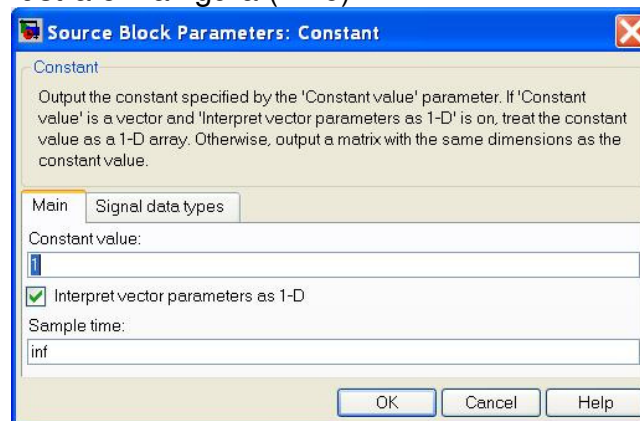 Source Block Parameters: Constant
Constant
Output the constant specified by the 'Constant value' parameter. If 'Constant
value' is a vector and 'Interpret vector parameters as 1-D' is on, treat the constant
value as a 1-D array. Otherwise, output a matrix with the same dimensions as the
constant value.
Main Signal data types
Constant value:
1
Interpret vector parameters as 1-D
Sample time:
inf
OK Cancel Help